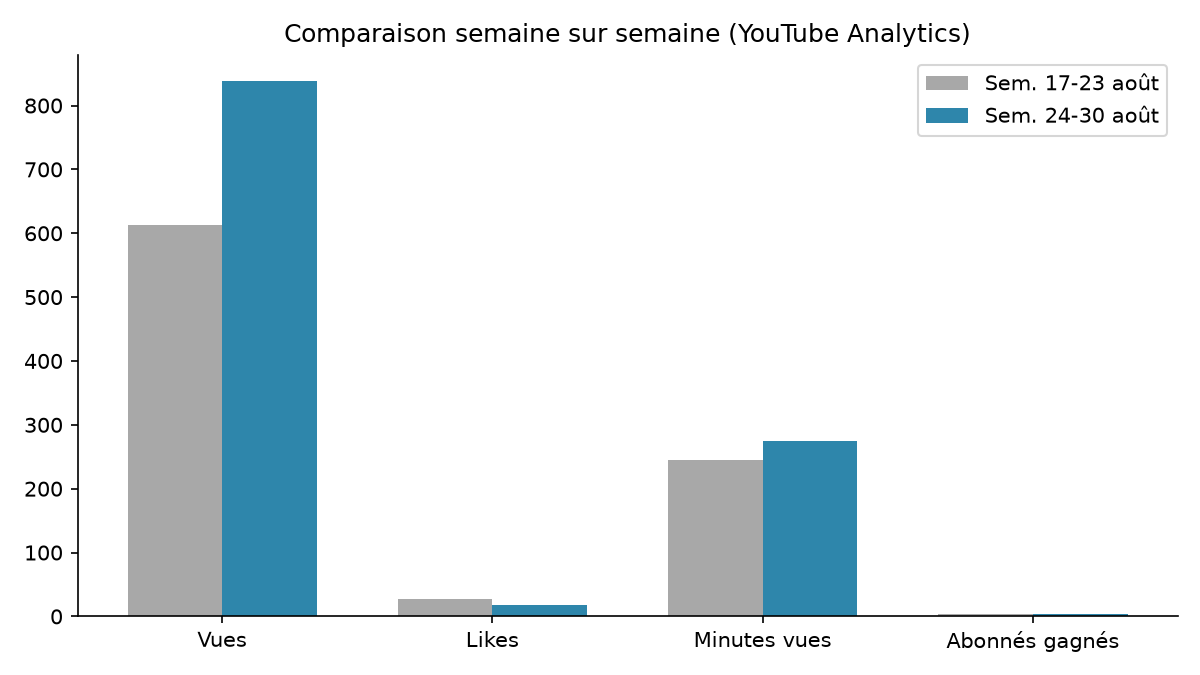 Comparaison semaine sur semaine (YouTube Analytics)
Sem. 17-23 août
Sem. 24-30 août
800
700
600
500
400
300
200
100
0
Vues
Likes
Minutes vues
Abonnés gagnés